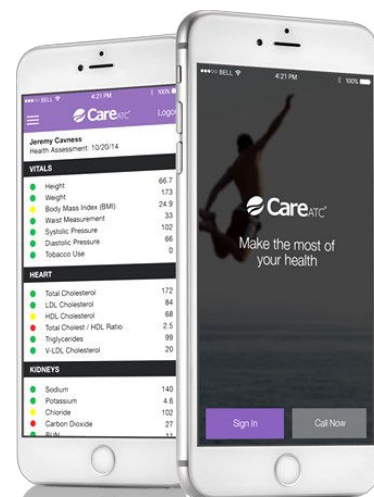 BELL 4:21 PM 100%
CareATC
Logou
Jeremy Cavness
Health Assessment: 10/20/14
VITALS
Height 66.7
Weight 173
Body Mass Index (BMI) 24.9
Waist Measurement 33
Systolic Pressure 102
Diastolic Pressure 66
Tobacco Use 0
HEART
Total Cholesterol 172
LDL Cholesterol 84
HDL Cholesterol 68
Total Cholest / HDL Ratio 2.5
Triglycerides 99
V-LDL Cholesterol 20
KIDNEYS
Sodium 140
Potassium 4.6
Chloride 102
Carbon Dioxide 27
BUN
BELL 4:21 PM 100%
CareATC
Make the most of
your health
Sign In Call Now